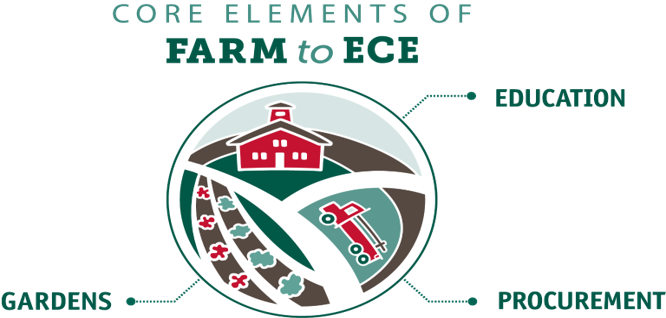 CORE ELEMENTS OF
FARM to ECE
EDUCATION
GARDENS
PROCUREMENT